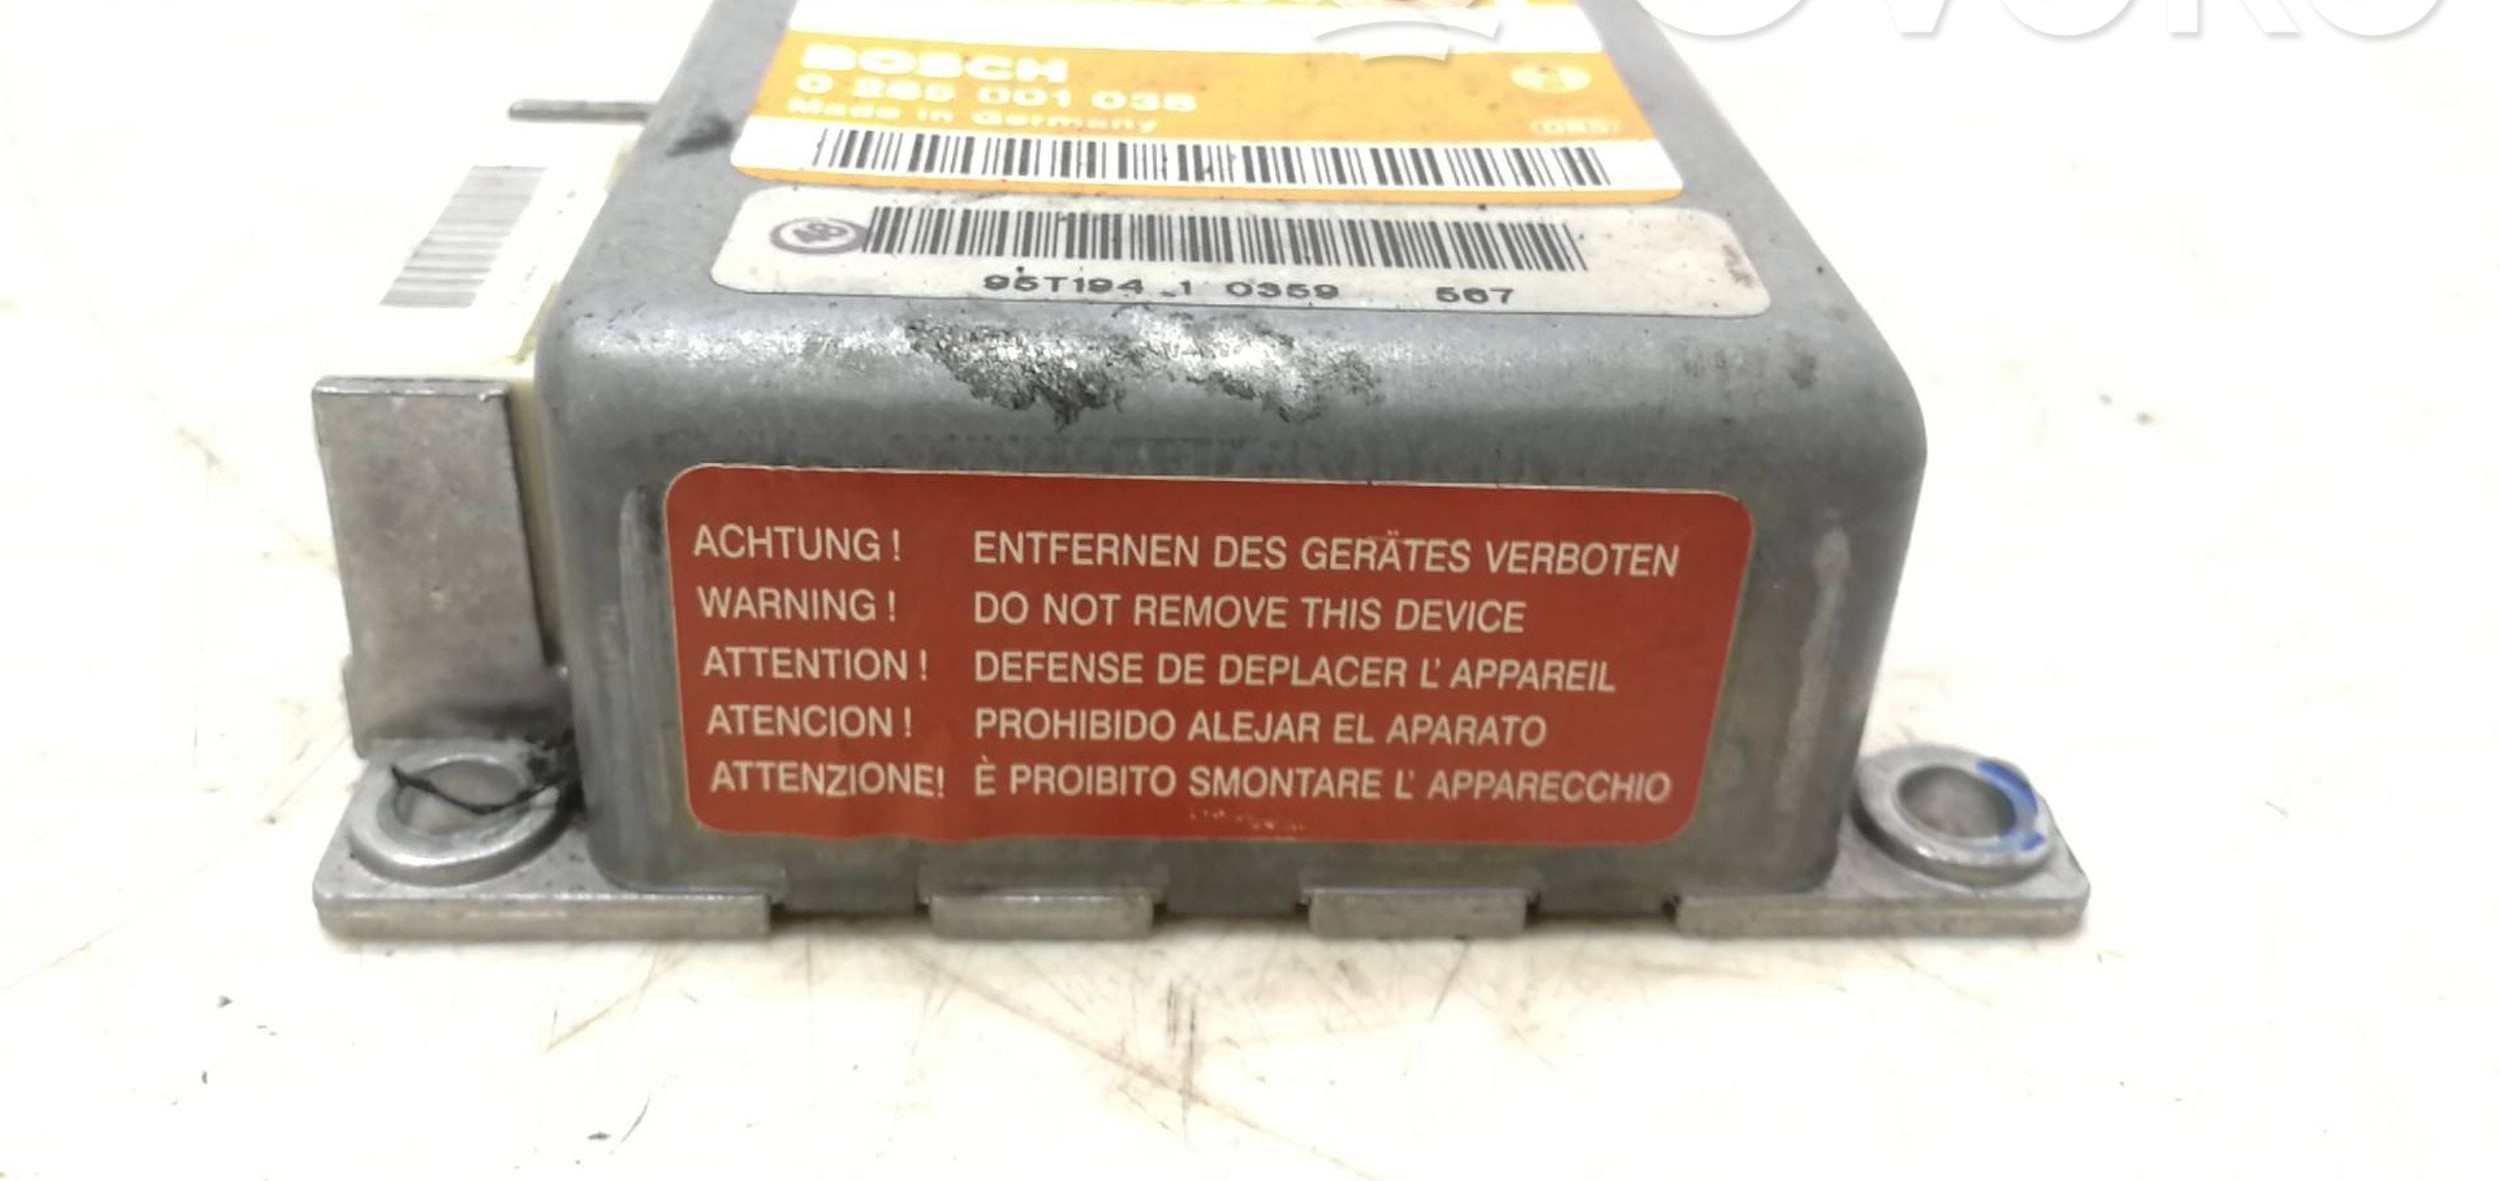 BOSCH
0 285 001 038
Made in Germany
95T194 1 0359 567
ACHTUNG! ENTFERNEN DES GERÄTES VERBOTEN
WARNING! DO NOT REMOVE THIS DEVICE
ATTENTION! DEFENSE DE DEPLACER L'APPAREIL
ATENCION! PROHIBIDO ALEJAR EL APARATO
ATTENZIONE! È PROIBITO SMONTARE L'APPARECCHIO